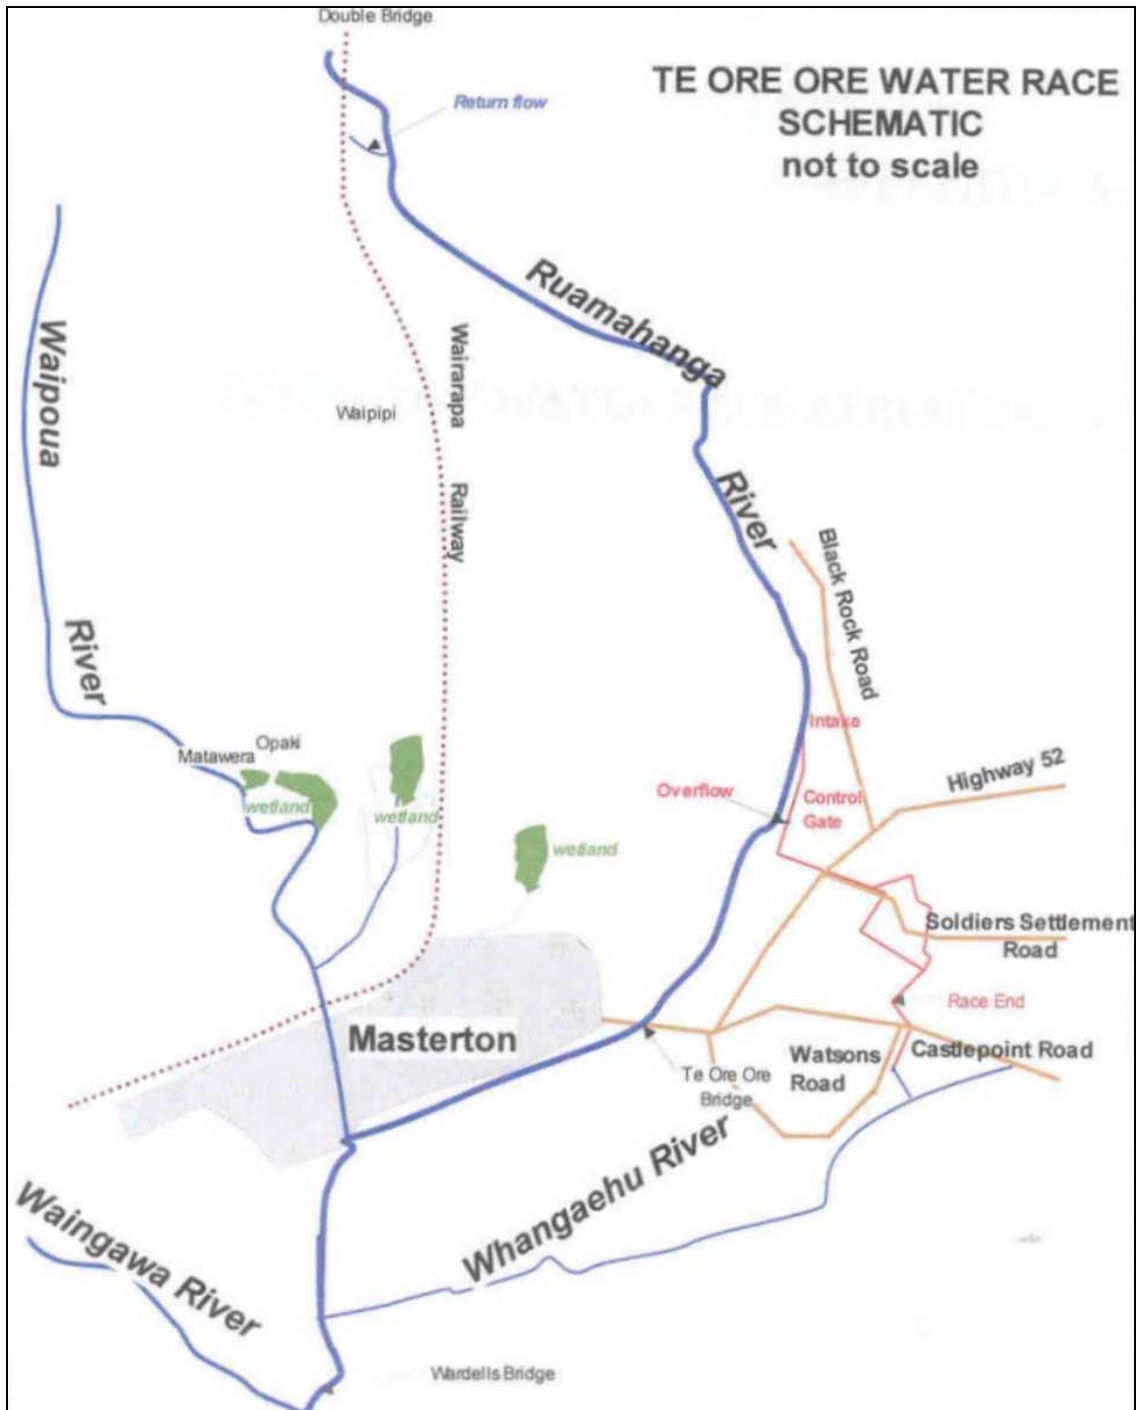 Double Bridge
TE ORE ORE WATER RACE
SCHEMATIC
not to scale
Return flow
Ruamahanga
River
Waipoua
River
Wairarapa
Railway
Waipipi
Black Rock Road
Intake
Matawera
Opaki
wetland
wetland
wetland
Overflow
Control
Gate
Highway 52
Soldiers Settlement
Road
Race End
Masterton
Te Ore Ore
Bridge
Watsons
Road
Castlepoint Road
Whangaehu River
Waingawa River
Wardells Bridge